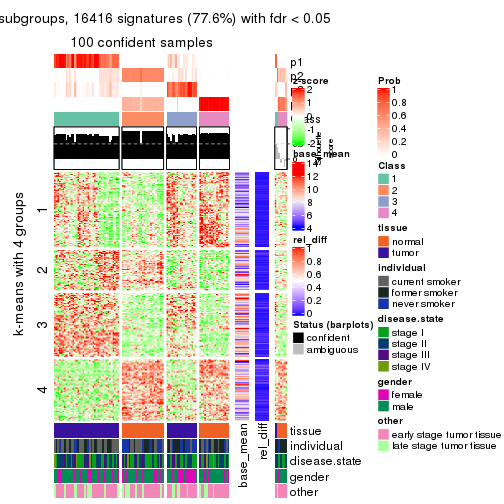 subgroups, 16416 signatures (77.6%) with fdr < 0.05
100 confident samples
p1
p2
z-score
2
1
-1
-2
Silhouette
score
base_mean
14
12
10
8
6
4
rel_diff
1
0.8
0.6
0.4
0.2
0
Status (barplots)
confident
ambiguous
Prob
1
0.8
0.6
0.4
0.2
0
Class
1
2
3
4
tissue
normal
tumor
individual
current smoker
former smoker
never smoker
disease.state
stage I
stage II
stage III
stage IV
gender
female
male
other
early stage tumor tissue
late stage tumor tissue
k-means with 4 groups
1
2
3
4
base_mean
rel_diff
tissue
individual
disease.state
gender
other